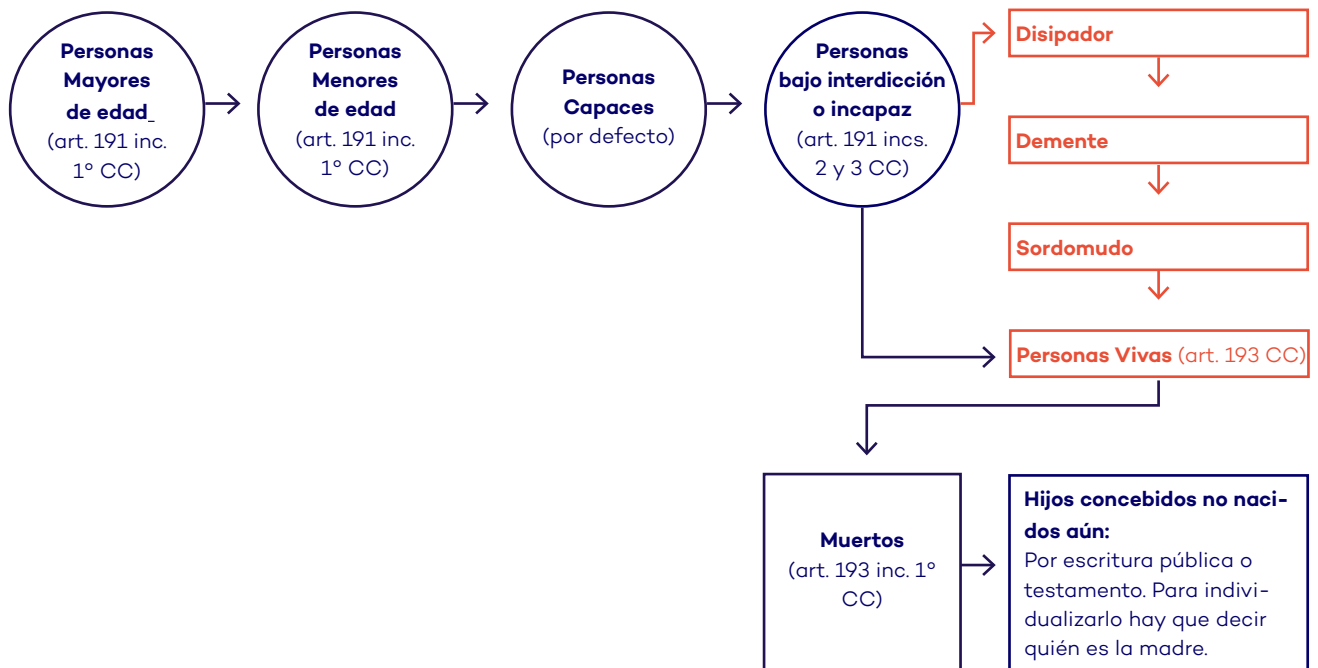 Personas
Mayores
de edad_
(art. 191 inc.
1° CC)
Personas
Menores
de edad
(art. 191 inc.
1° CC)
Personas
Capaces
(por defecto)
Personas
bajo interdicción
o incapaz
(art. 191 incs.
2 y 3 CC)
Disipador
Demente
Sordomudo
Personas Vivas (art. 193 CC)
Muertos
(art. 193 inc. 1°
CC)
Hijos concebidos no naci-
dos aún:
Por escritura pública o
testamento. Para indivi-
dualizarlo hay que decir
quién es la madre.